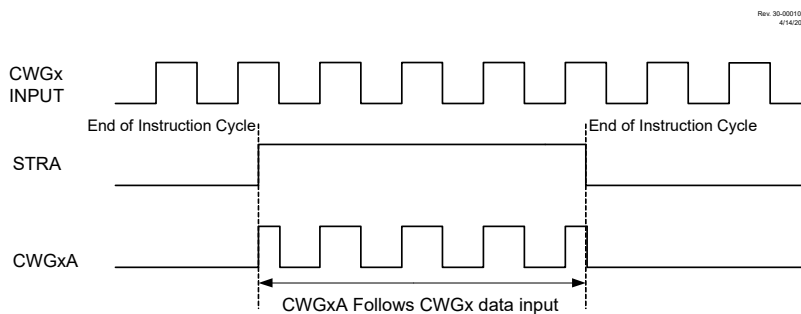 Rev. 30-00010
4/14/20
CWGx
INPUT
End of Instruction Cycle
End of Instruction Cycle
STRA
CWGxA
CWGxA Follows CWGx data input